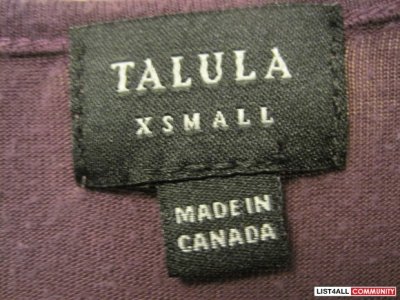 TALULA
XSMALL
MADE IN
CANADA
LIST4ALL COMMUNITY